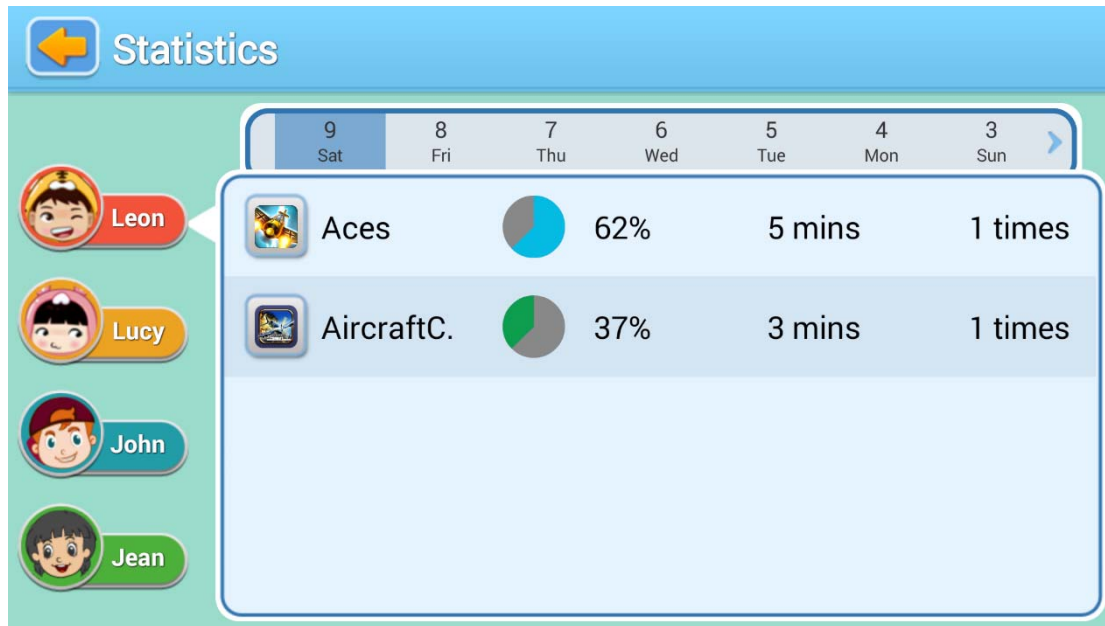 Statistics
9 8 7 6 5 4 3
Sat Fri Thu Wed Tue Mon Sun
Leon
Aces 62% 5 mins 1 times
Lucy
AircraftC. 37% 3 mins 1 times
John
Jean